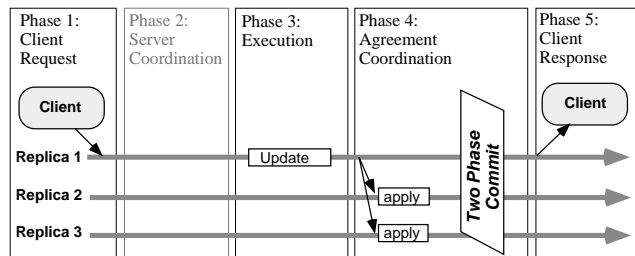 Phase 1:
Client
Request
Phase 2:
Server
Coordination
Phase 3:
Execution
Phase 4:
Agreement
Coordination
Phase 5:
Client
Response
Client
Client
Replica 1
Update
Replica 2
apply
Replica 3
apply
Two Phase
Commit